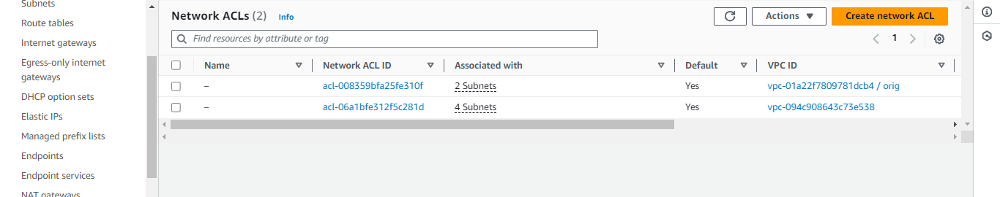 Subnets
Route tables
Internet gateways
Egress-only internet
gateways
DHCP option sets
Elastic IPs
Managed prefix lists
Endpoints
Endpoint services
NAT gateways
Network ACLs (2) Info
Actions
Create network ACL
Find resources by attribute or tag
1
Name Network ACL ID Associated with Default VPC ID
– acl-008359bfa25fe310f 2 Subnets Yes vpc-01a22f7809781dcb4 / orig
– acl-06a1bfe312f5c281d 4 Subnets Yes vpc-094c908643c73e538